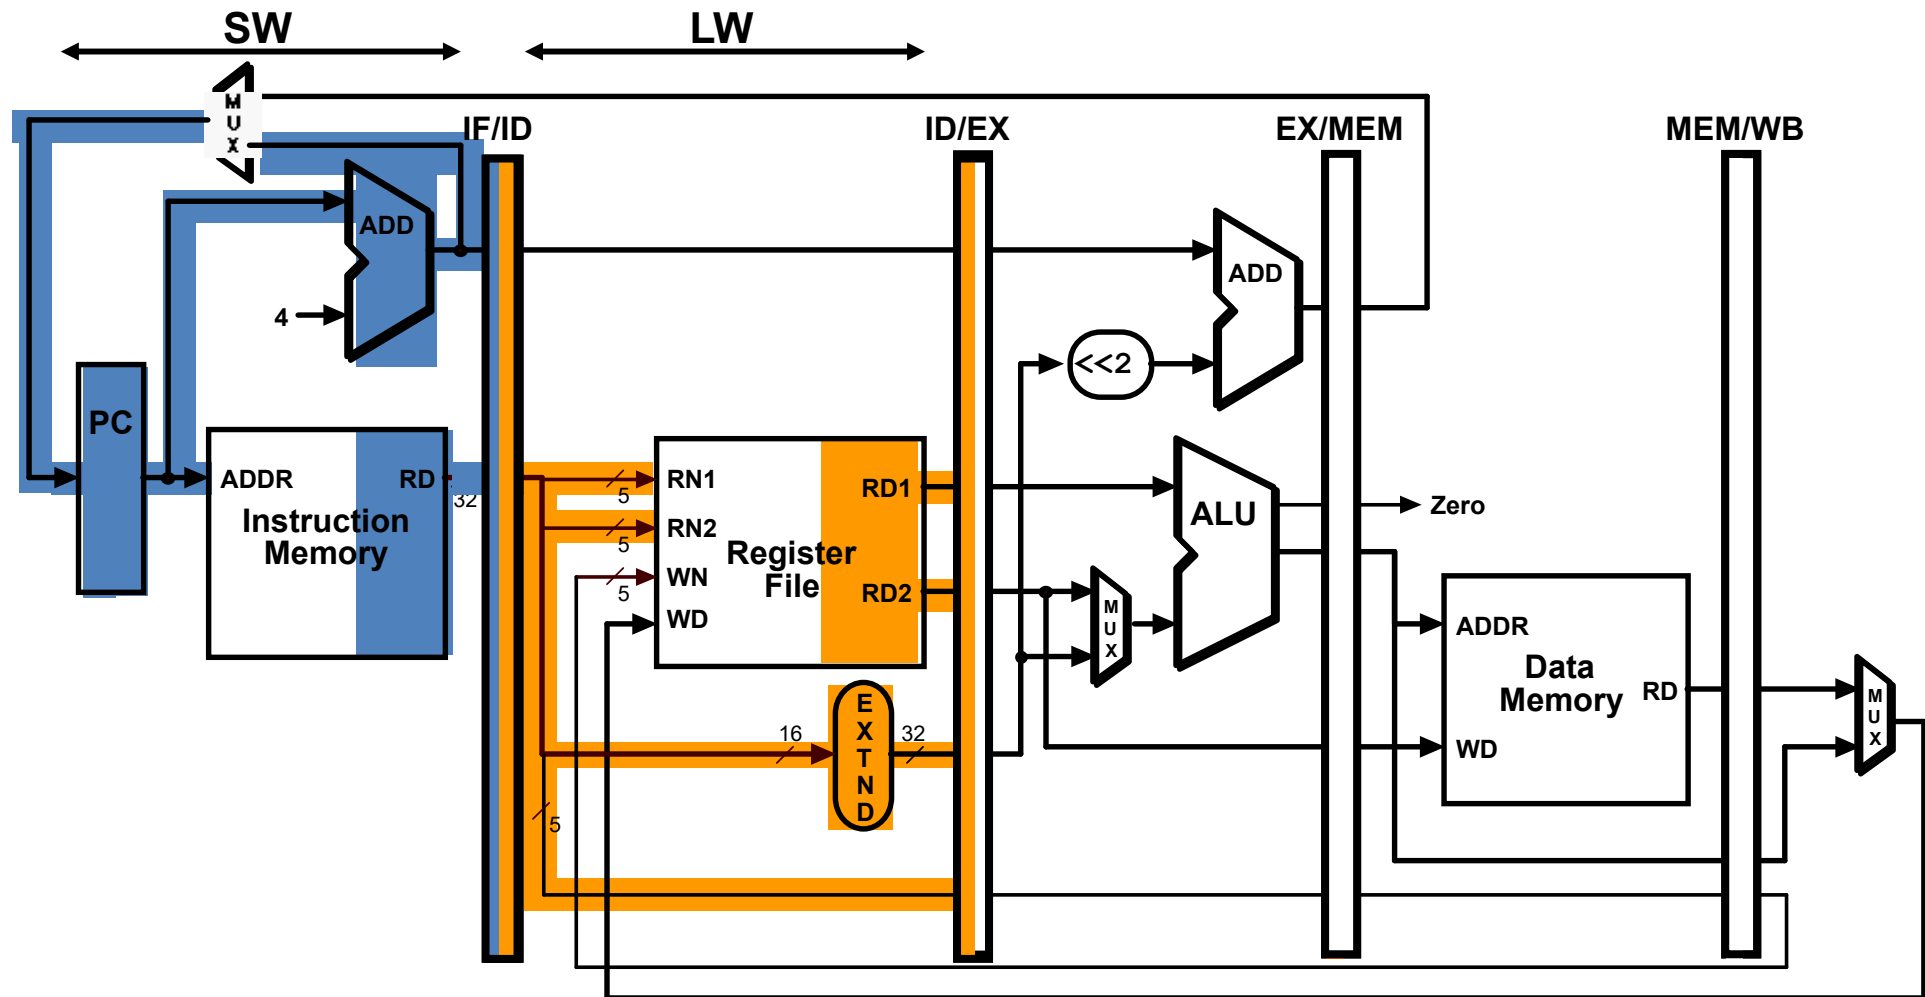 SW
LW
M
U
X
IF/ID
ID/EX
EX/MEM
MEM/WB
ADD
4
ADD
<<2
PC
ADDR
RD
32
Instruction
Memory
RN1
5
RN2
5
WN
5
WD
Register
File
RD1
RD2
ALU
Zero
M
U
X
ADDR
Data
Memory
RD
WD
M
U
X
16
E
X
T
N
D
32
5